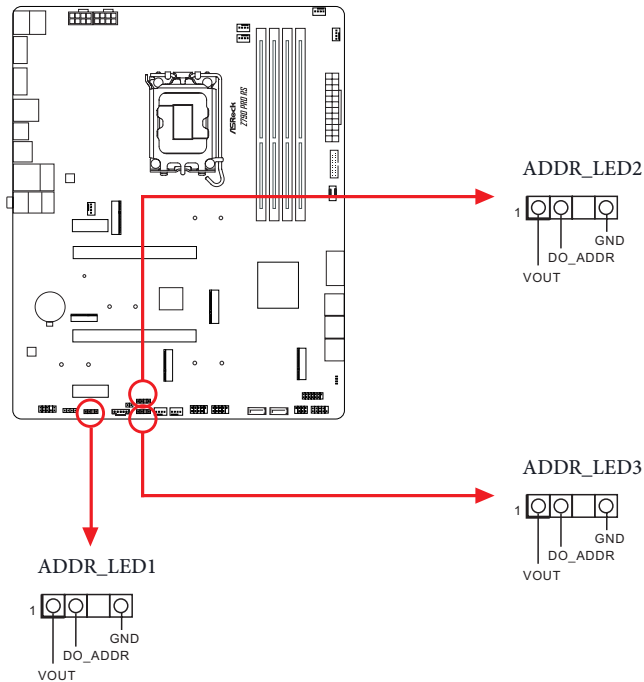 ASRock
Z790 PRO RS
ADDR_LED2
1
GND
DO_ADDR
VOUT
ADDR_LED3
1
GND
DO_ADDR
VOUT
ADDR_LED1
1
GND
DO_ADDR
VOUT